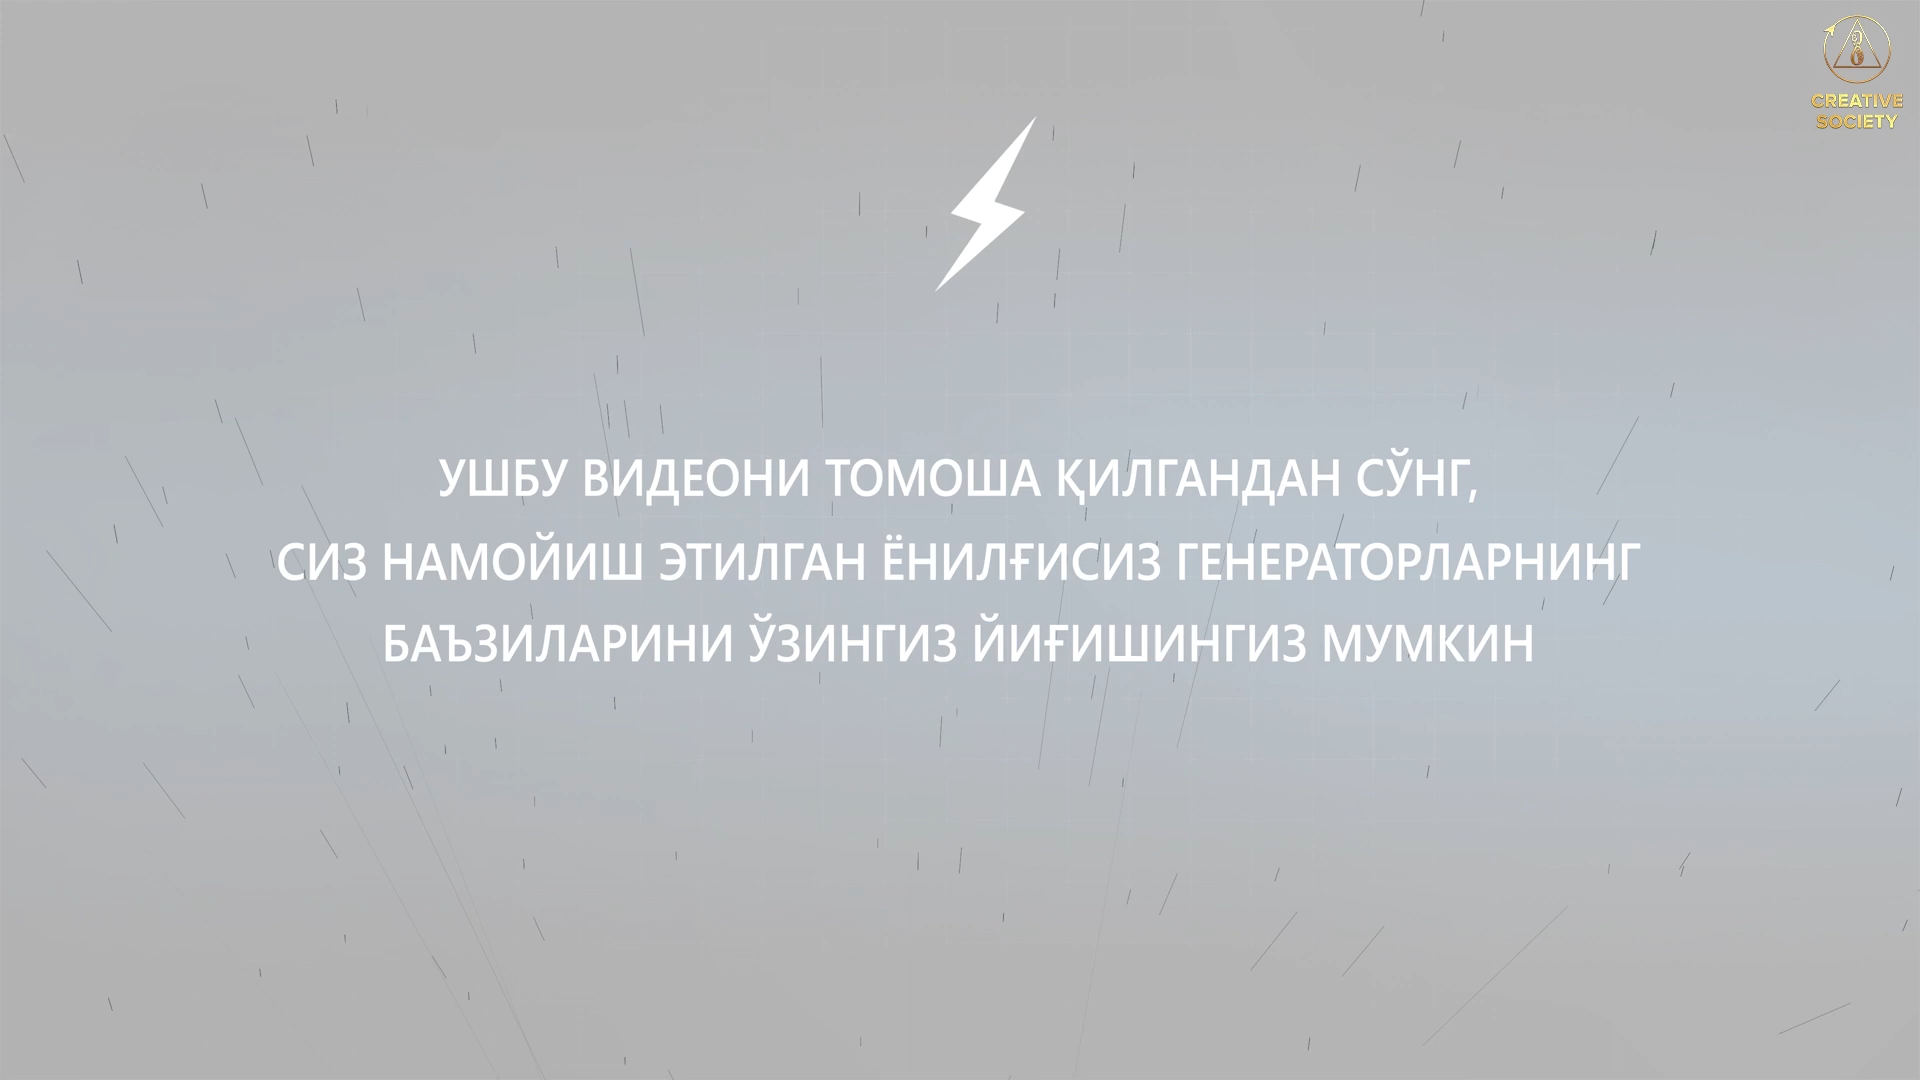 CREATIVE
SOCIETY
УШБУ ВИДЕОНИ ТОМОША ҚИЛГАНДАН СЎНГ,
СИЗ НАМОЙИШ ЭТИЛГАН ЁНИЛҒИСИЗ ГЕНЕРАТОРЛАРНИНГ
БАЪЗИЛАРИНИ ЎЗИНГИЗ ЙИҒИШИНГИЗ МУМКИН